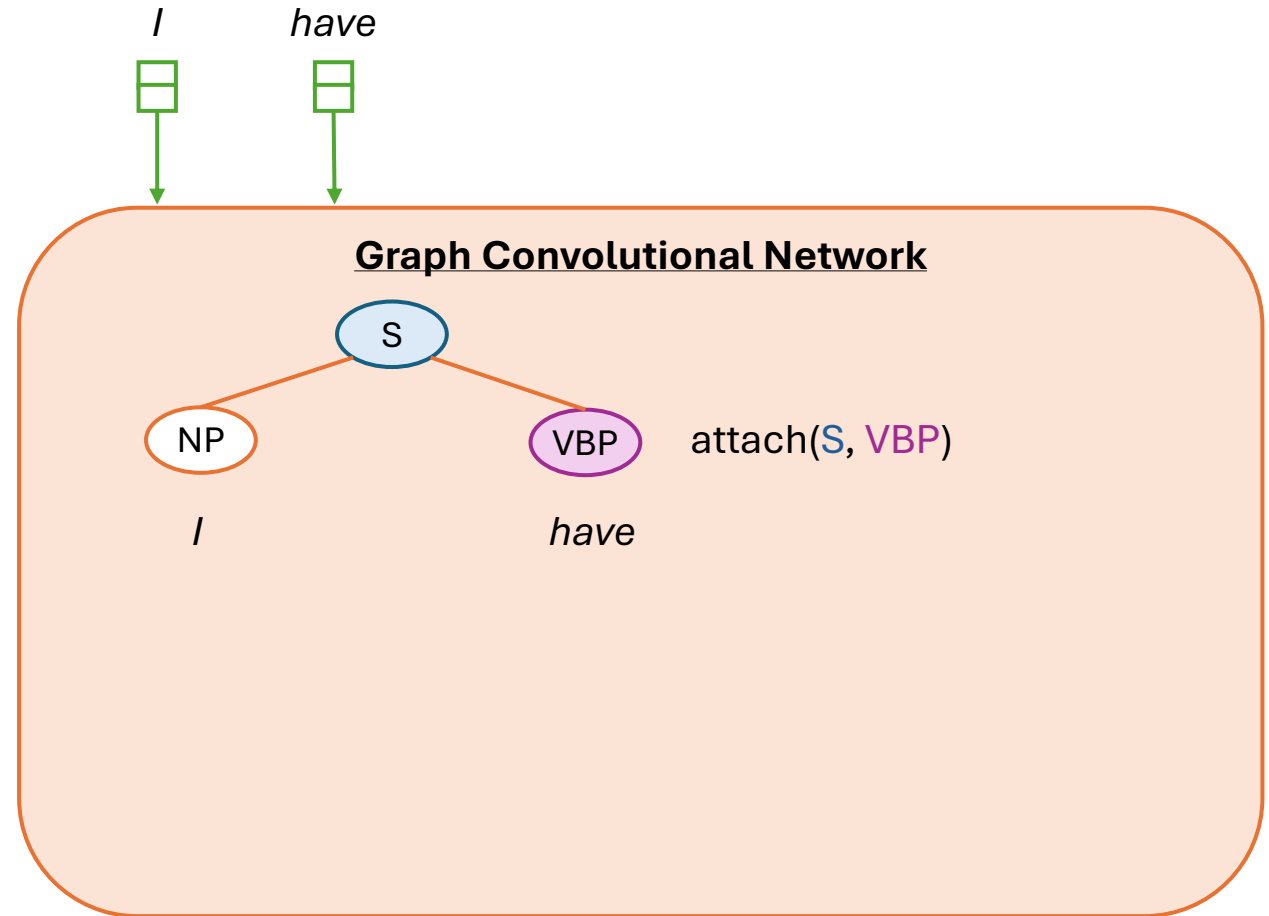 I have
Graph Convolutional Network
S
NP VBP attach(S, VBP)
I have